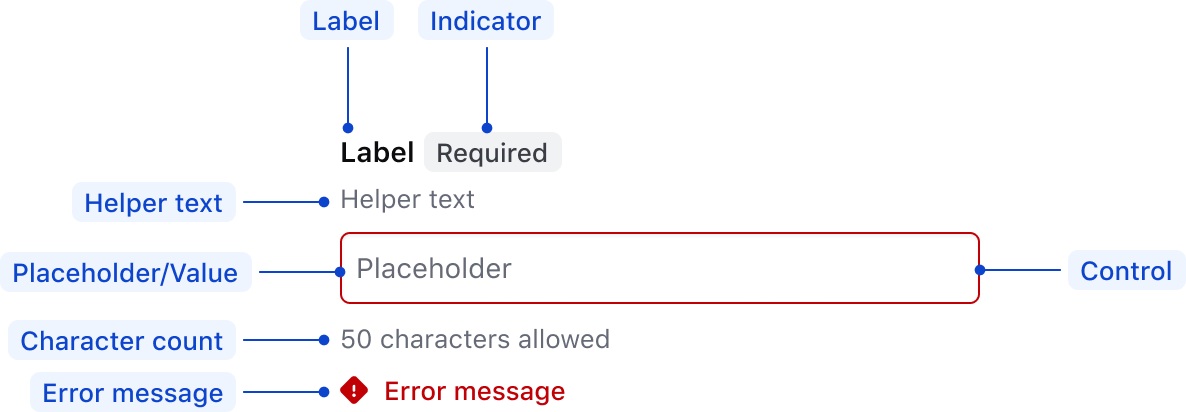 Label Indicator
Label Required
Helper text Helper text
Placeholder/Value Placeholder Control
Character count 50 characters allowed
Error message Error message